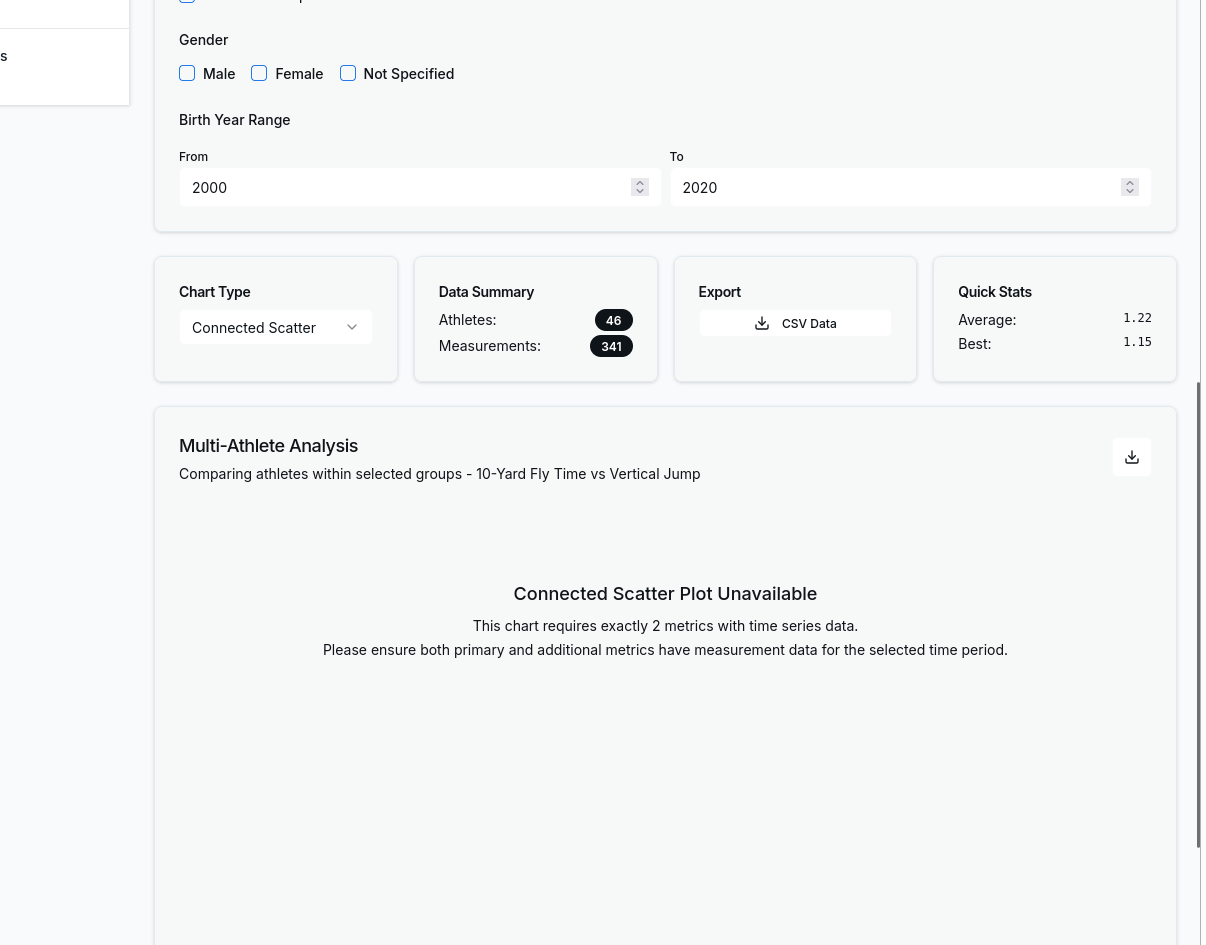 s
Gender
Male Female Not Specified
Birth Year Range
From To
2000 2020
Chart Type
Connected Scatter
Data Summary
Athletes: 46
Measurements: 341
Export
CSV Data
Quick Stats
Average: 1.22
Best: 1.15
Multi-Athlete Analysis
Comparing athletes within selected groups - 10-Yard Fly Time vs Vertical Jump
Connected Scatter Plot Unavailable
This chart requires exactly 2 metrics with time series data.
Please ensure both primary and additional metrics have measurement data for the selected time period.